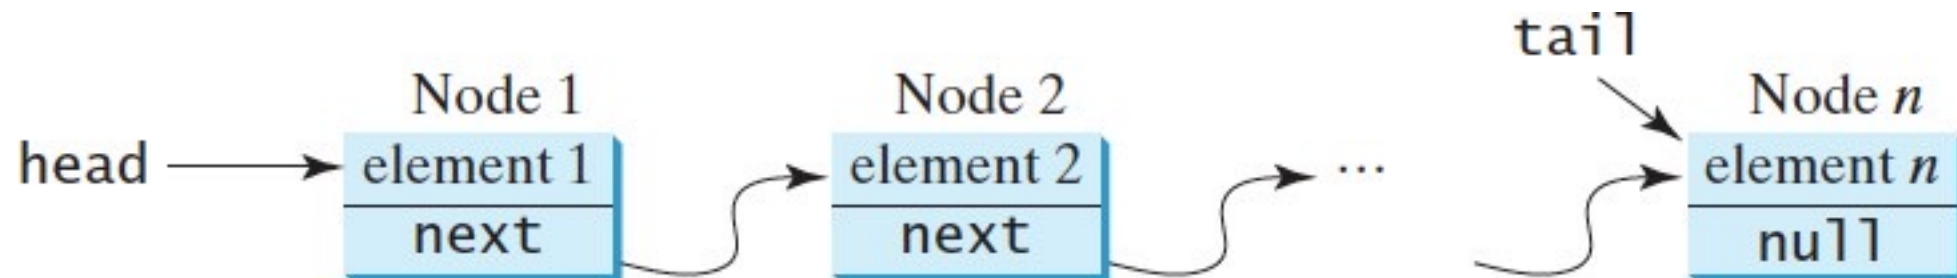 tail
Node 1 Node 2 Node n
head element 1 element 2 ... element n
next next null